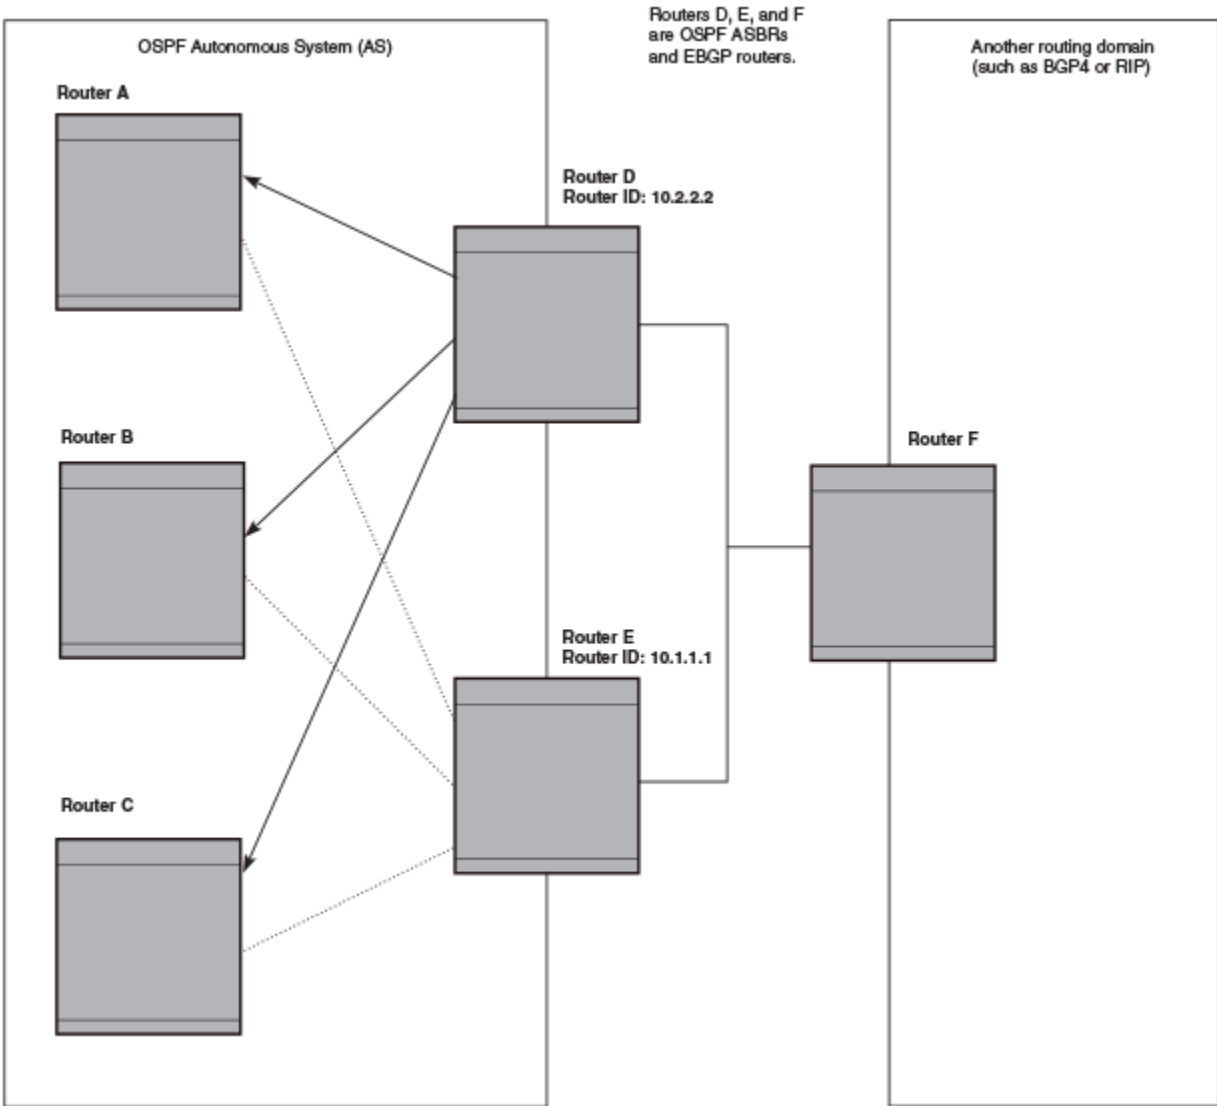 Routers D, E, and F
are OSPF ASBRs
and EBGP routers.
OSPF Autonomous System (AS)
Another routing domain
(such as BGP4 or RIP)
Router A
Router D
Router ID: 10.2.2.2
Router B
Router F
Router E
Router ID: 10.1.1.1
Router C